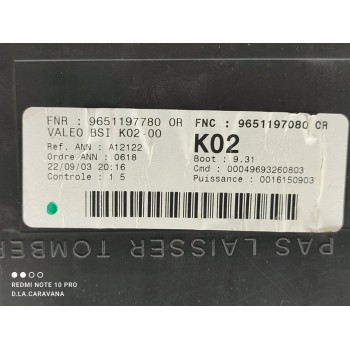 FNR : 9651197780 OR FNC : 9651197080 CR
VALEO BSI K02-00 K02
Ref. ANN : A12122 Boot : 9.31
Ordre ANN : 0618 Cmd : 00049693260803
22/09/03 20:16 Puissance : 0016150903
Controle : 1 5
PAS LAISSER TOMBER
REDMI NOTE 10 PRO
D.LA.CARAVANA